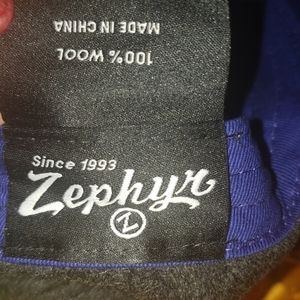 100% WOOL
MADE IN CHINA
Since 1993
Zephyr
Z